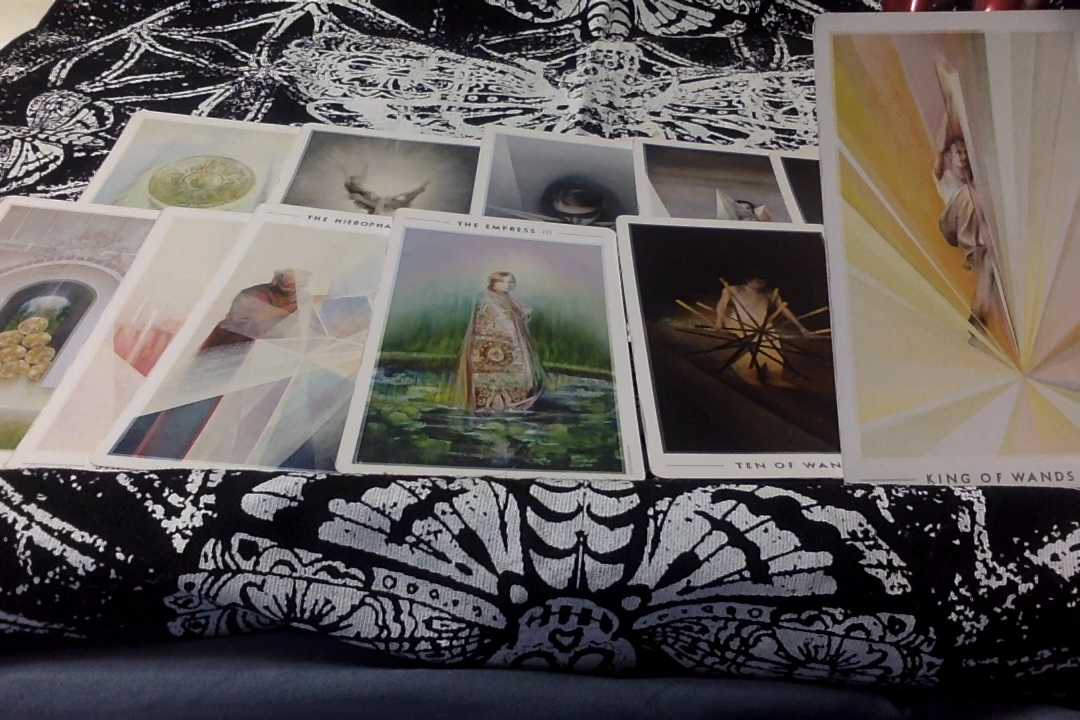 THE HIEROPHA
THE EMPRESS III
TEN OF WAN
KING OF WANDS